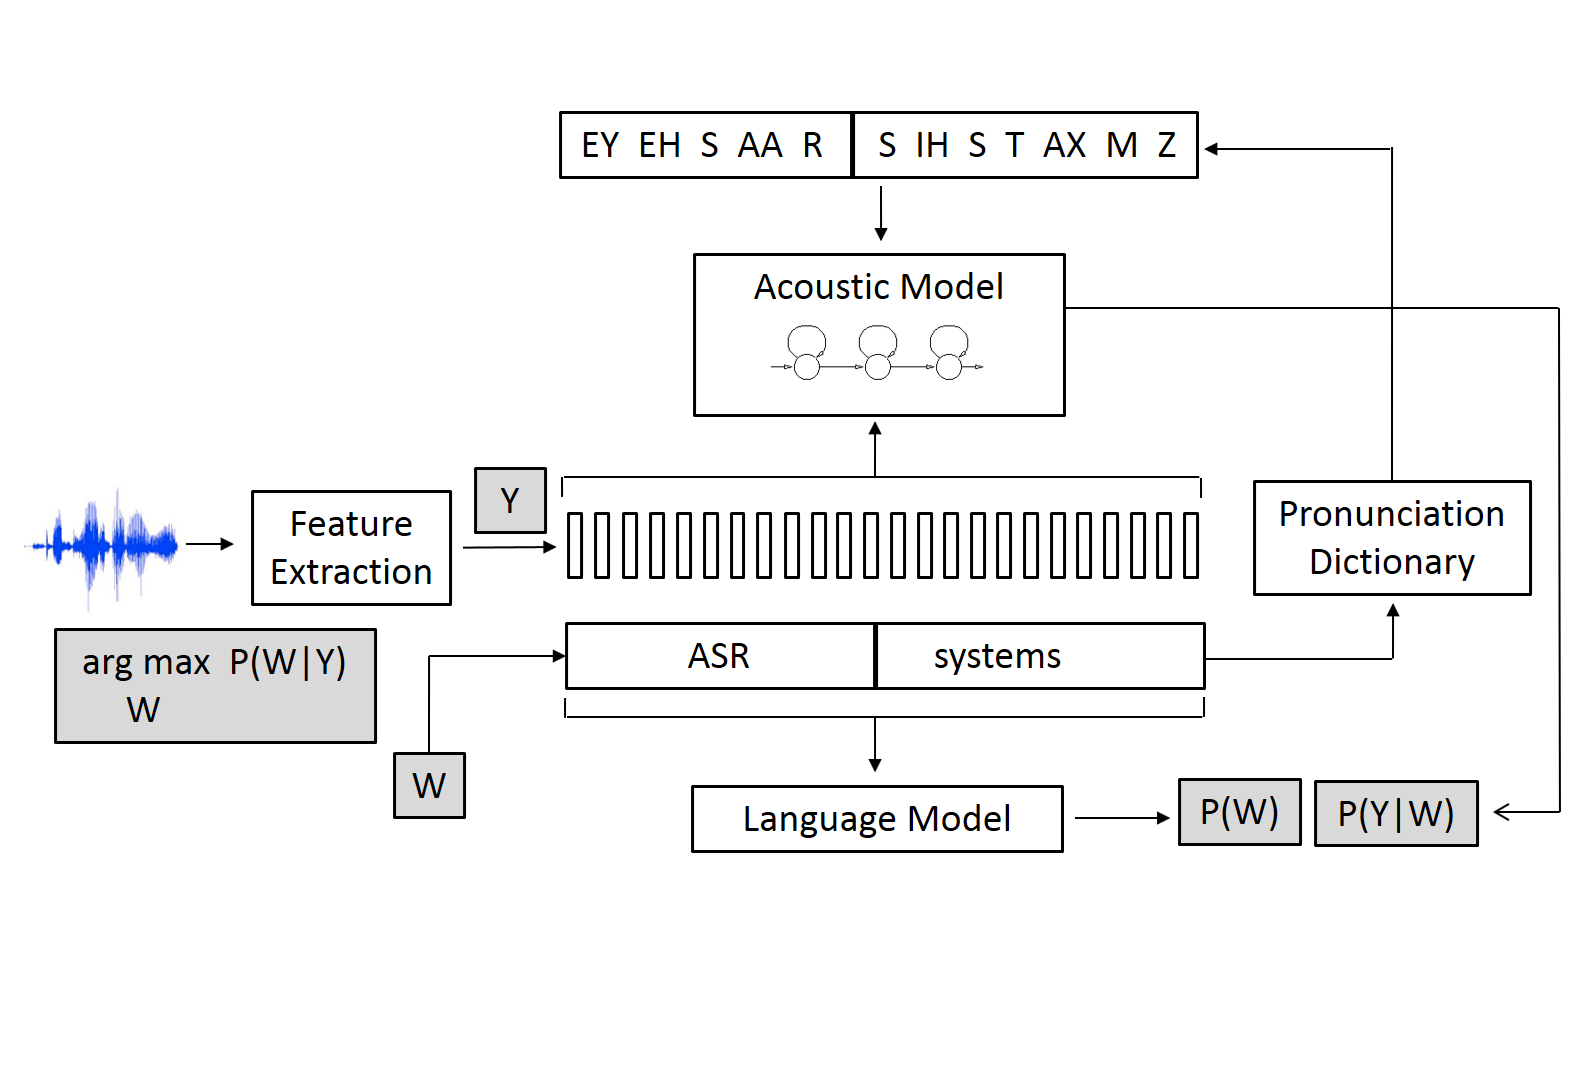 EY EH S AA R S IH S T AX M Z
Acoustic Model
Y
Feature
Extraction
Pronunciation
Dictionary
arg max P(W|Y)
W
ASR systems
W
Language Model
P(W)
P(Y|W)